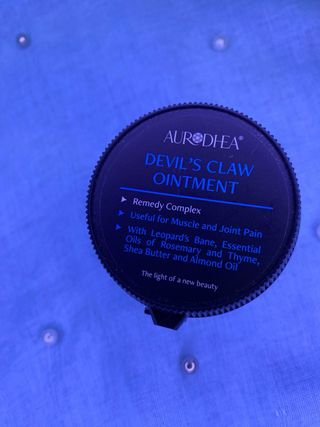 AURODHEA®
DEVIL'S CLAW
OINTMENT
➤ Remedy Complex
➤ Useful for Muscle and Joint Pain
➤ With Leopard's Bane, Essential
Oils of Rosemary and Thyme,
Shea Butter and Almond Oil
The light of a new beauty